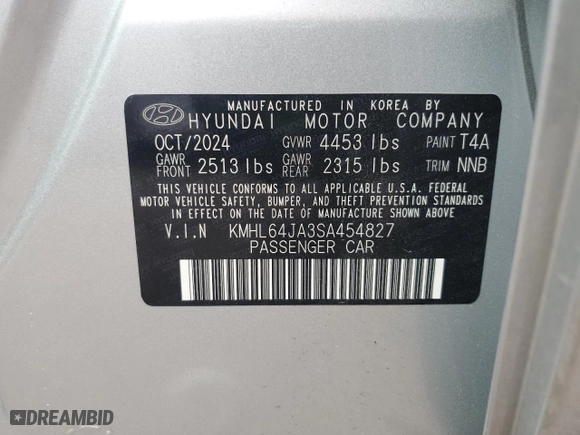 MANUFACTURED IN KOREA BY
HYUNDAI MOTOR COMPANY
OCT/2024 GVWR 4453 lbs PAINT T4A
GAWR FRONT 2513 lbs GAWR REAR 2315 lbs TRIM NNB
THIS VEHICLE CONFORMS TO ALL APPLICABLE U.S.A. FEDERAL
MOTOR VEHICLE SAFETY, BUMPER, AND THEFT PREVENTION STANDARDS
IN EFFECT ON THE DATE OF MANUFACTURE SHOWN ABOVE
V.I.N KMHL64JA3SA454827
PASSENGER CAR
DREAMBID